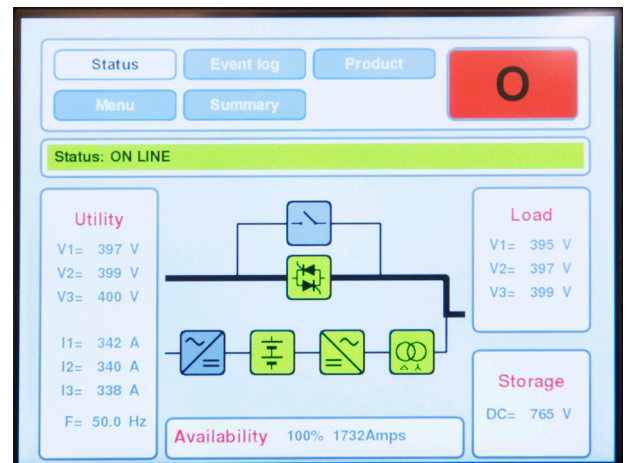 Status
Event log
Product
O
Menu
Summary
Status: ON LINE
Utility
V1= 397 V
V2= 399 V
V3= 400 V
I1= 342 A
I2= 340 A
I3= 338 A
F= 50.0 Hz
Load
V1= 395 V
V2= 397 V
V3= 399 V
Storage
DC= 765 V
Availability 100% 1732Amps